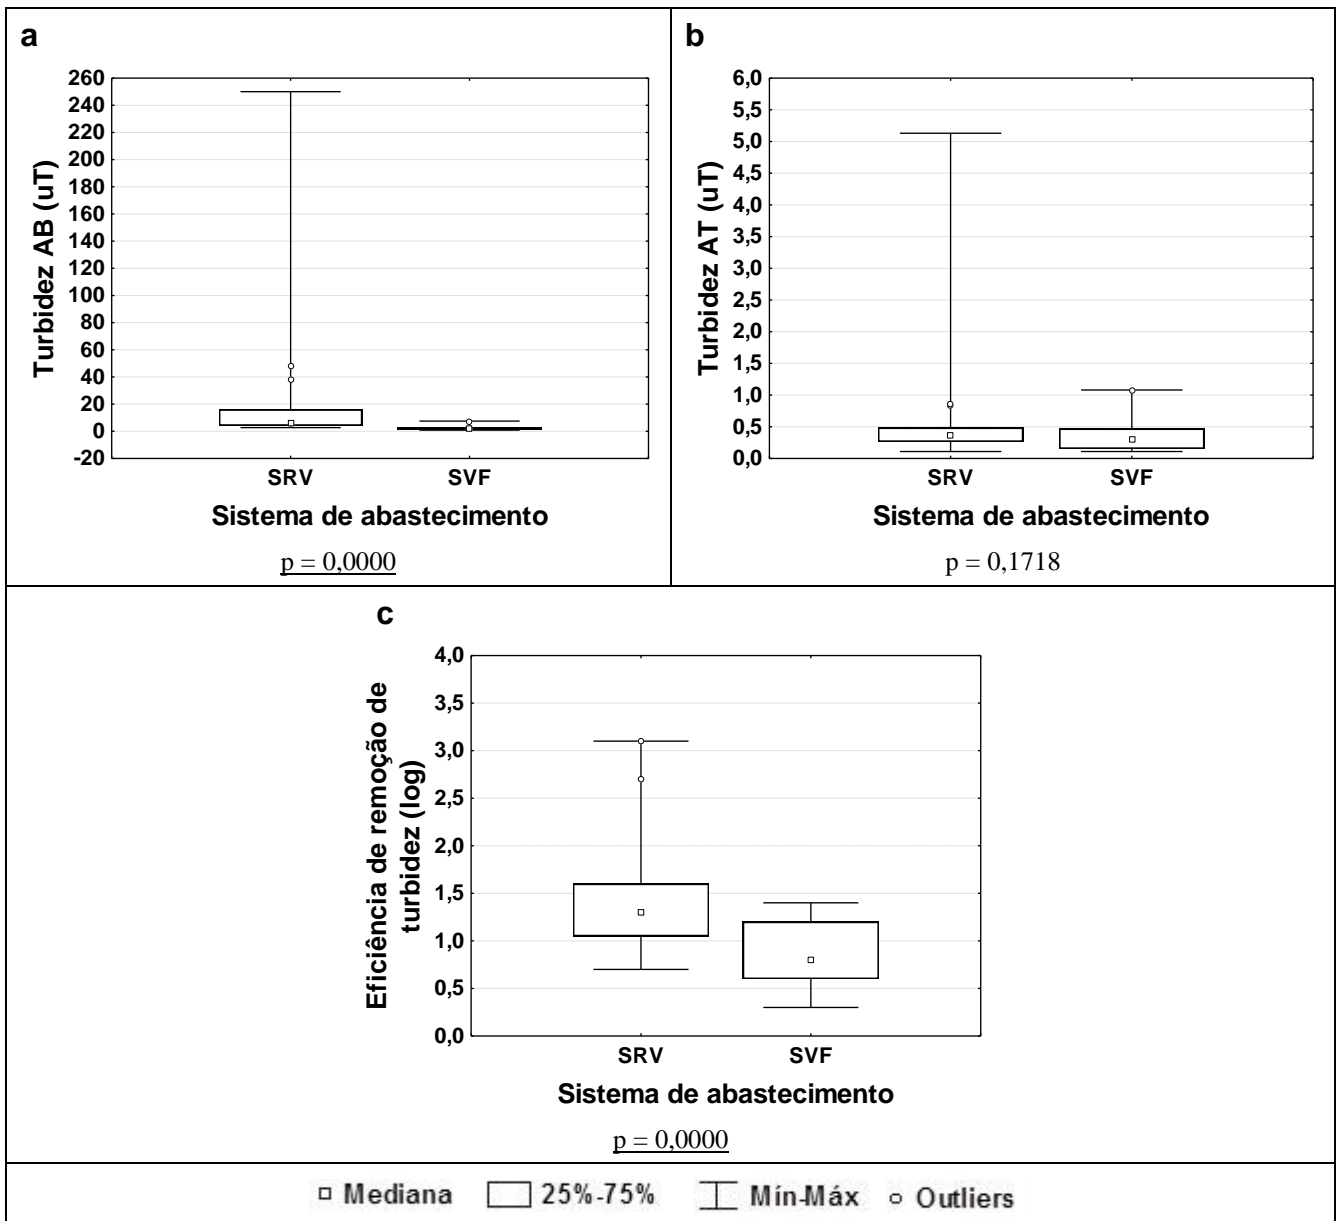 a
260
240
220
200
180
160
140
120
100
80
60
40
20
0
-20
Turbidez AB (uT)
SRV SVF
Sistema de abastecimento
p = 0,0000
b
6,0
5,5
5,0
4,5
4,0
3,5
3,0
2,5
2,0
1,5
1,0
0,5
0,0
Turbidez AT (uT)
SRV SVF
Sistema de abastecimento
p = 0,1718
c
4,0
3,5
3,0
2,5
2,0
1,5
1,0
0,5
0,0
Eficiência de remoção de
turbidez (log)
SRV SVF
Sistema de abastecimento
p = 0,0000
Mediana 25%-75% Mín-Máx Outliers